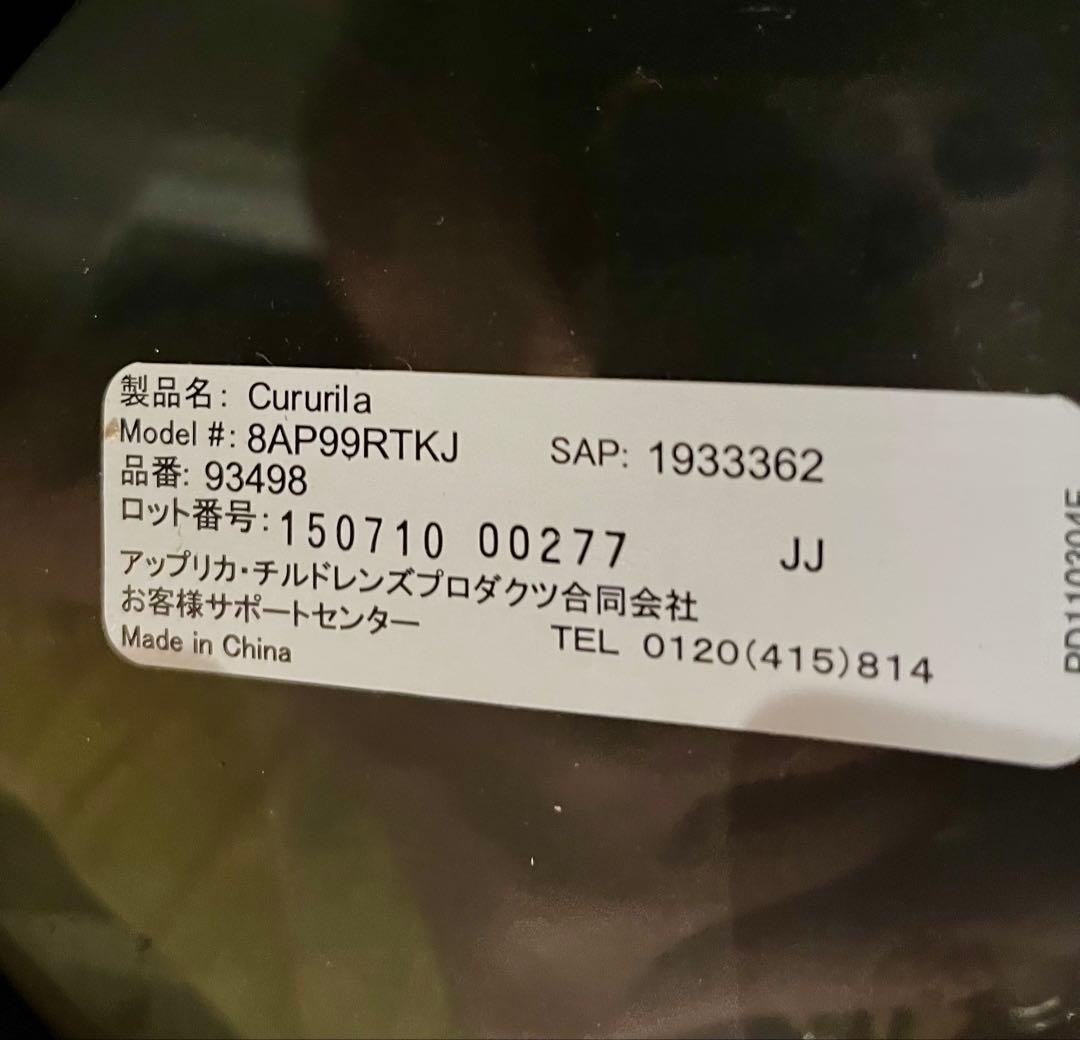 製品名: Cururila
Model #: 8AP99RTKJ SAP: 1933362
品番: 93498
ロット番号: 150710 00277 JJ
アップリカ・チルドレンズプロダクツ合同会社
お客様サポートセンター TEL 0120(415)814
Made in China